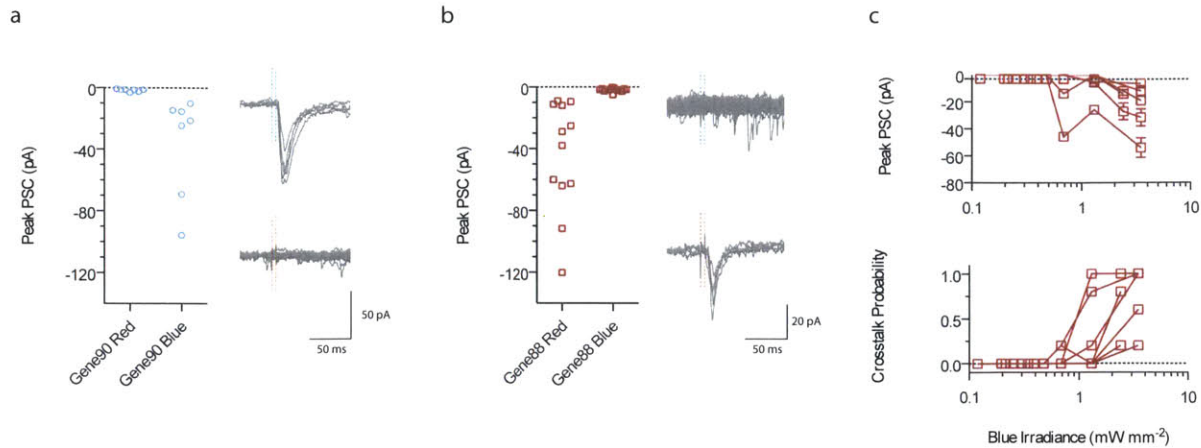 a
Peak PSC (pA)
0
-40
-80
-120
Gene90 Red
Gene90 Blue
50 pA
50 ms
b
Peak PSC (pA)
0
-40
-80
-120
Gene88 Red
Gene88 Blue
20 pA
50 ms
c
Peak PSC (pA)
0
-20
-40
-60
-80
0.1
1
10
Crosstalk Probability
1.0
0.5
0.0
0.1
1
10
Blue Irradiance (mW mm-2)